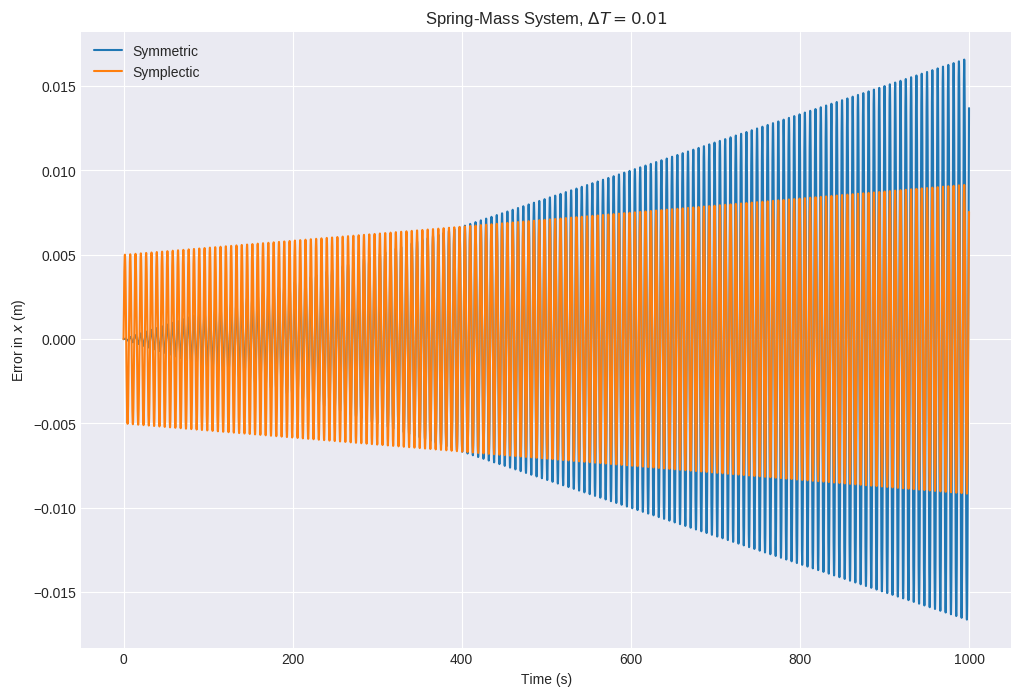 Spring-Mass System, ΔT = 0.01
Symmetric
Symplectic
0.015
0.010
0.005
0.000
−0.005
−0.010
−0.015
Error in x (m)
0 200 400 600 800 1000
Time (s)